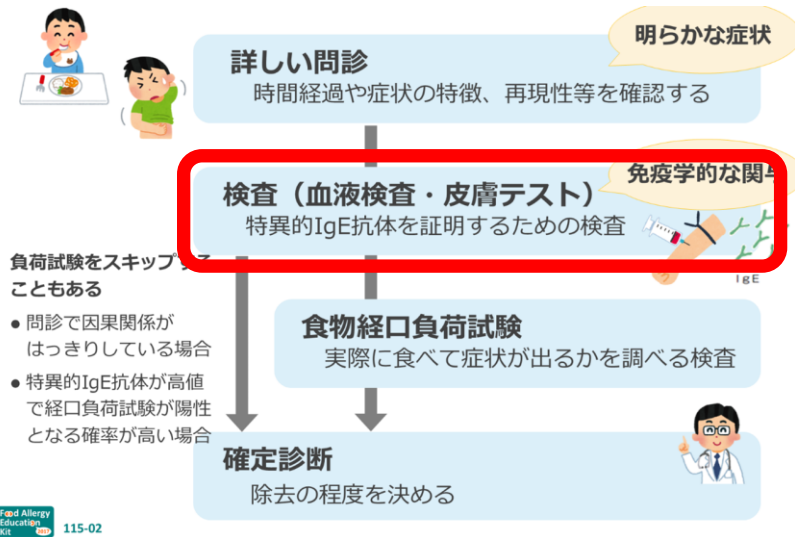 明らかな症状
詳しい問診
時間経過や症状の特徴、再現性等を確認する
免疫学的な関与
検査（血液検査・皮膚テスト）
特異的IgE抗体を証明するための検査
IgE
負荷試験をスキップする
こともある
●問診で因果関係が
はっきりしている場合
●特異的IgE抗体が高値
で経口負荷試験が陽性
となる確率が高い場合
食物経口負荷試験
実際に食べて症状が出るかを調べる検査
確定診断
除去の程度を決める
Food Allergy
Education
Kit 2017
115-02